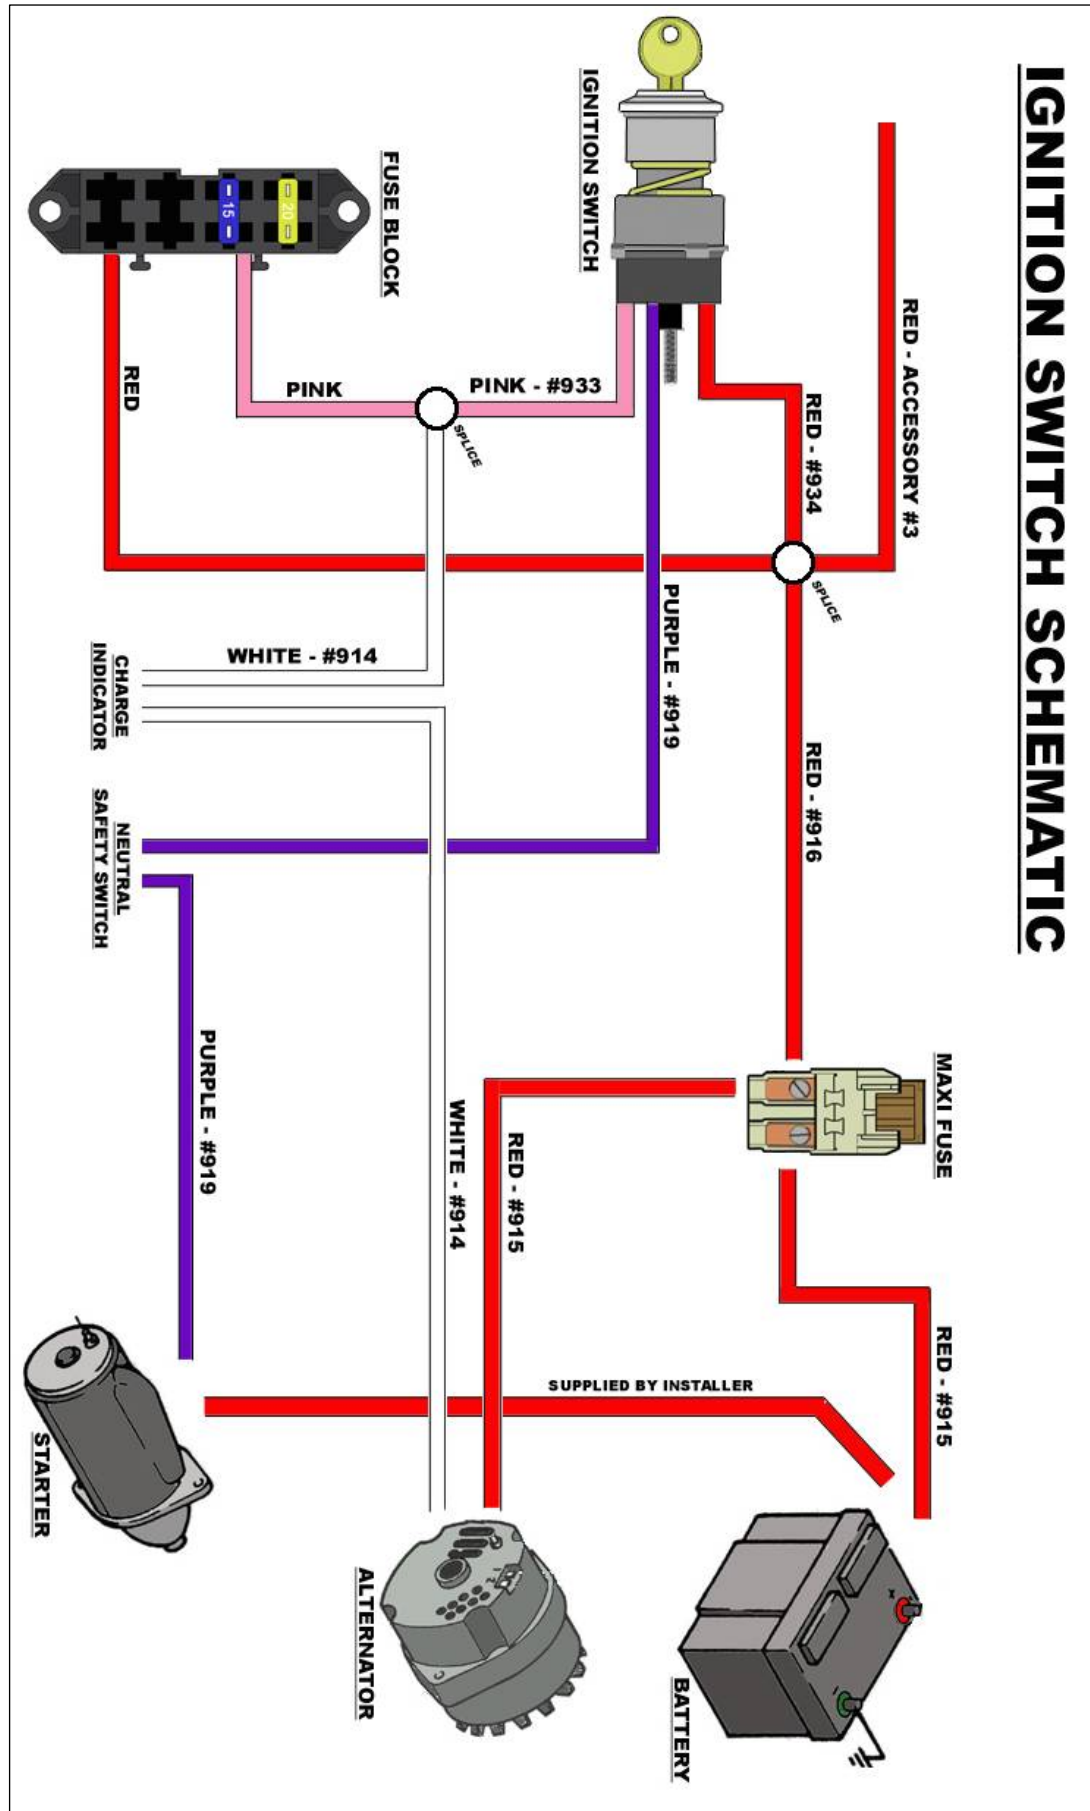 IGNITION SWITCH SCHEMATIC
RED - ACCESSORY #3
IGNITION SWITCH
FUSE BLOCK
15
20
RED
PINK
PINK - #933
SPLICE
RED - #934
SPLICE
WHITE - #914
CHARGE
INDICATOR
PURPLE - #919
RED - #916
NEUTRAL
SAFETY SWITCH
MAXI FUSE
PURPLE - #919
WHITE - #914
RED - #915
RED - #915
SUPPLIED BY INSTALLER
STARTER
ALTERNATOR
1
2
BATTERY